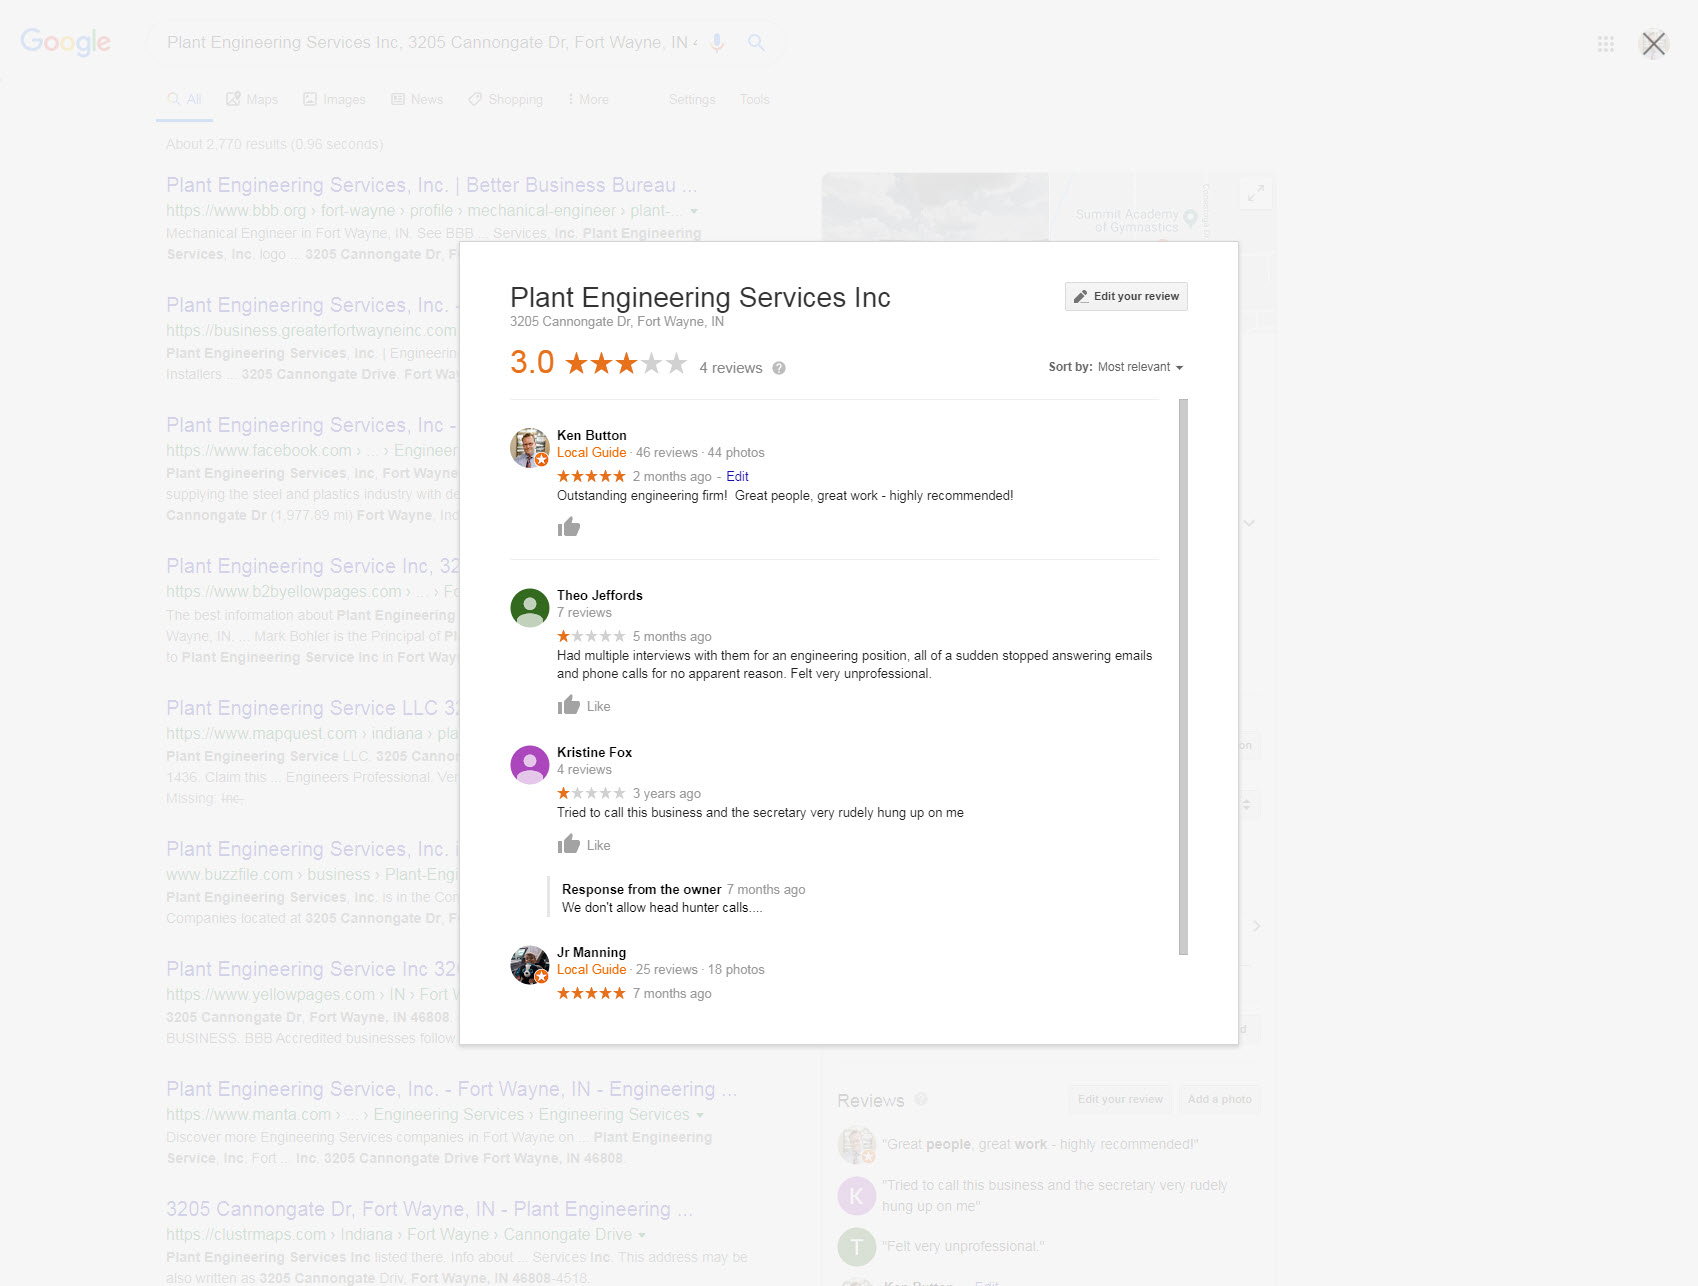 Google
Plant Engineering Services Inc, 3205 Cannongate Dr, Fort Wayne, IN
All
Maps
Images
News
Shopping
More
Settings
Tools
About 2,770 results (0.96 seconds)
Plant Engineering Services, Inc. | Better Business Bureau ...
https://www.bbb.org › fort-wayne › profile › mechanical-engineer › plant-...
Mechanical Engineer in Fort Wayne, IN. See BBB ... Services, Inc. Plant Engineering
Services, Inc. logo ... 3205 Cannongate Dr,
Plant Engineering Services, Inc. -
https://business.greaterfortwayneinc.com
Plant Engineering Services, Inc. | Engineerin
Installers ... 3205 Cannongate Drive. Fort Way
Plant Engineering Services, Inc -
https://www.facebook.com › ... › Engineer
Plant Engineering Services, Inc, Fort Wayne
supplying the steel and plastics industry with de
Cannongate Dr (1,977.89 mi) Fort Wayne, Ind
Plant Engineering Service Inc, 32
https://www.b2byellowpages.com › ... › Fo
The best information about Plant Engineering
Wayne, IN. ... Mark Bohler is the Principal of Pl
to Plant Engineering Service Inc in Fort Way
Plant Engineering Service LLC 32
https://www.mapquest.com › indiana › pla
Plant Engineering Service LLC. 3205 Cannon
1436. Claim this ... Engineers Professional. Ver
Missing: Inc.
Plant Engineering Services, Inc. i
www.buzzfile.com › business › Plant-Engi
Plant Engineering Services, Inc. is in the Con
Companies located at 3205 Cannongate Dr, F
Plant Engineering Service Inc 320
https://www.yellowpages.com › IN › Fort W
3205 Cannongate Dr, Fort Wayne, IN 46808.
BUSINESS. BBB Accredited businesses follow
Plant Engineering Service, Inc. - Fort Wayne, IN - Engineering ...
https://www.manta.com › ... › Engineering Services › Engineering Services
Discover more Engineering Services companies in Fort Wayne on ... Plant Engineering
Service, Inc. Fort ... Inc. 3205 Cannongate Drive Fort Wayne, IN 46808.
3205 Cannongate Dr, Fort Wayne, IN - Plant Engineering ...
https://clustrmaps.com › Indiana › Fort Wayne › Cannongate Drive
Plant Engineering Services Inc listed there. Info about ... Services Inc. This address may be
also written as 3205 Cannongate Driv, Fort Wayne, IN 46808-4518.
Summit Academy
of Gymnastics
Plant Engineering Services Inc
Edit your review
3205 Cannongate Dr, Fort Wayne, IN
3.0
4 reviews
Sort by: Most relevant
Ken Button
Local Guide · 46 reviews · 44 photos
2 months ago - Edit
Outstanding engineering firm! Great people, great work - highly recommended!
Theo Jeffords
7 reviews
5 months ago
Had multiple interviews with them for an engineering position, all of a sudden stopped answering emails
and phone calls for no apparent reason. Felt very unprofessional.
Like
Kristine Fox
4 reviews
3 years ago
Tried to call this business and the secretary very rudely hung up on me
Like
Response from the owner 7 months ago
We don't allow head hunter calls....
Jr Manning
Local Guide · 25 reviews · 18 photos
7 months ago
Reviews
Edit your review
Add a photo
"Great people, great work - highly recommended!"
K
"Tried to call this business and the secretary very rudely
hung up on me"
T
"Felt very unprofessional."
Ken Button
Edit